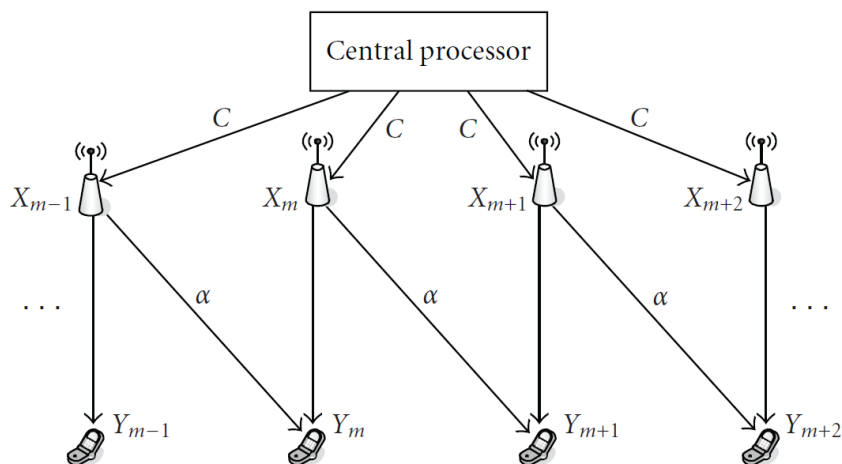 Central processor
C C C C
X_{m−1} X_m X_{m+1} X_{m+2}
α α α
. . . . . .
Y_{m−1} Y_m Y_{m+1} Y_{m+2}